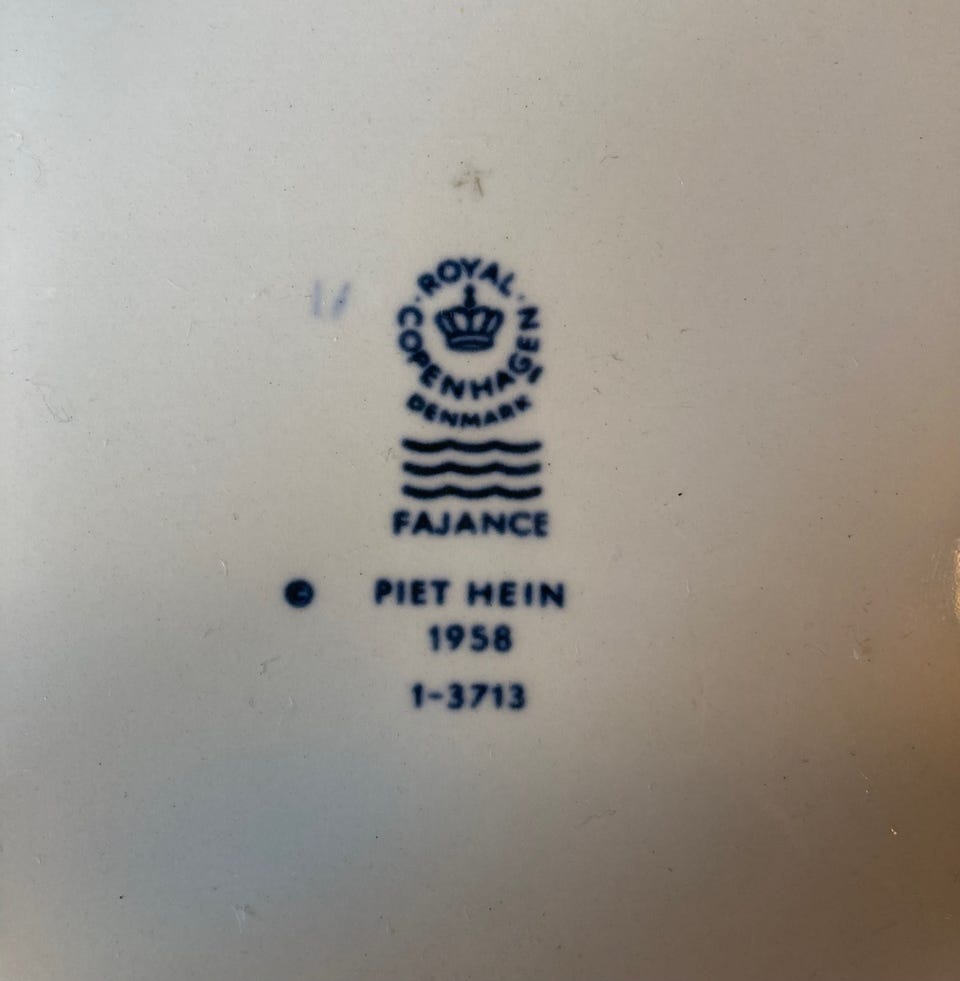 ROYAL
COPENHAGEN
DENMARK
FAJANCE
© PIET HEIN
1958
1-3713